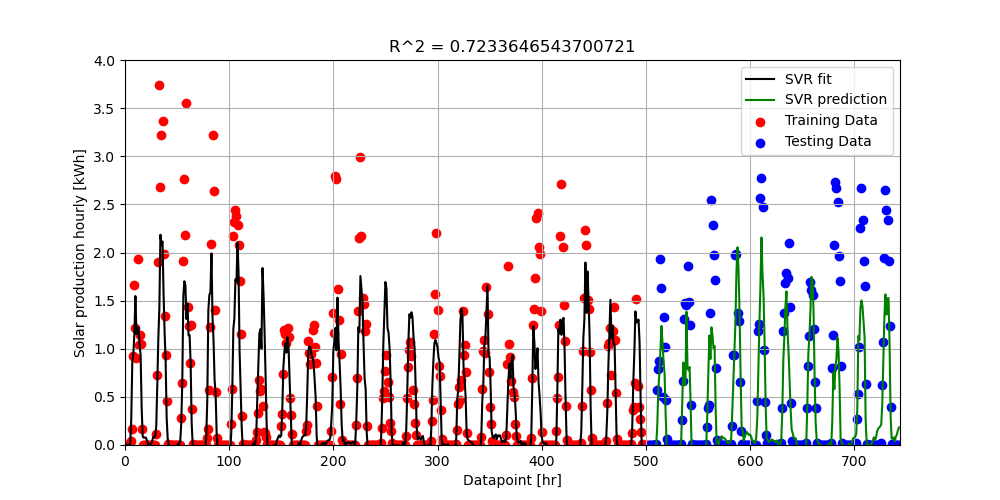 R^2 = 0.7233646543700721
4.0
3.5
3.0
2.5
2.0
1.5
1.0
0.5
0.0
Solar production hourly [kWh]
SVR fit
SVR prediction
Training Data
Testing Data
0 100 200 300 400 500 600 700
Datapoint [hr]